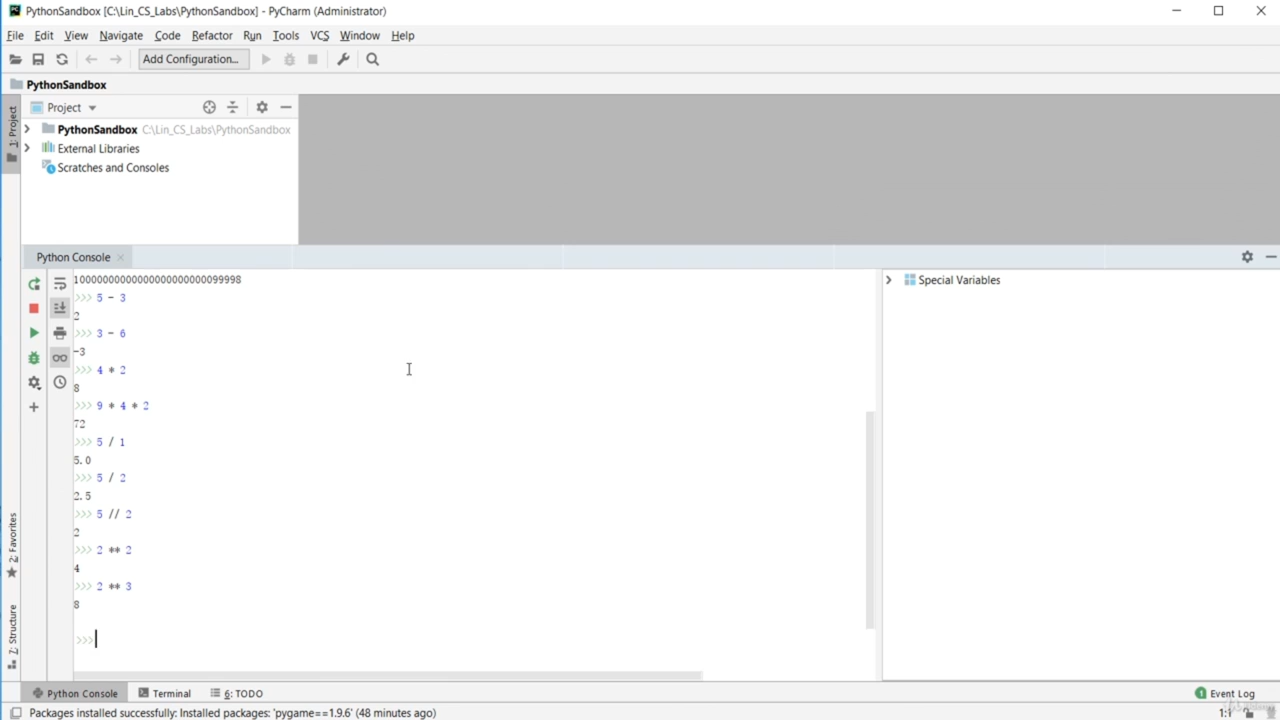 PythonSandbox [C:\Lin_CS_Labs\PythonSandbox] - PyCharm (Administrator)
File Edit View Navigate Code Refactor Run Tools VCS Window Help
Add Configuration...
PythonSandbox
1: Project
Project
PythonSandbox C:\Lin_CS_Labs\PythonSandbox
External Libraries
Scratches and Consoles
Python Console
>>> 5 - 3
2
>>> 3 - 6
-3
>>> 4 * 2
8
>>> 9 * 4 * 2
72
>>> 5 / 1
5.0
>>> 5 / 2
2.5
>>> 5 // 2
2
>>> 2 ** 2
4
>>> 2 ** 3
8
>>>
Special Variables
2: Favorites
7: Structure
Python Console Terminal 6: TODO
1 Event Log
Packages installed successfully: Installed packages: 'pygame==1.9.6' (48 minutes ago)
1:1